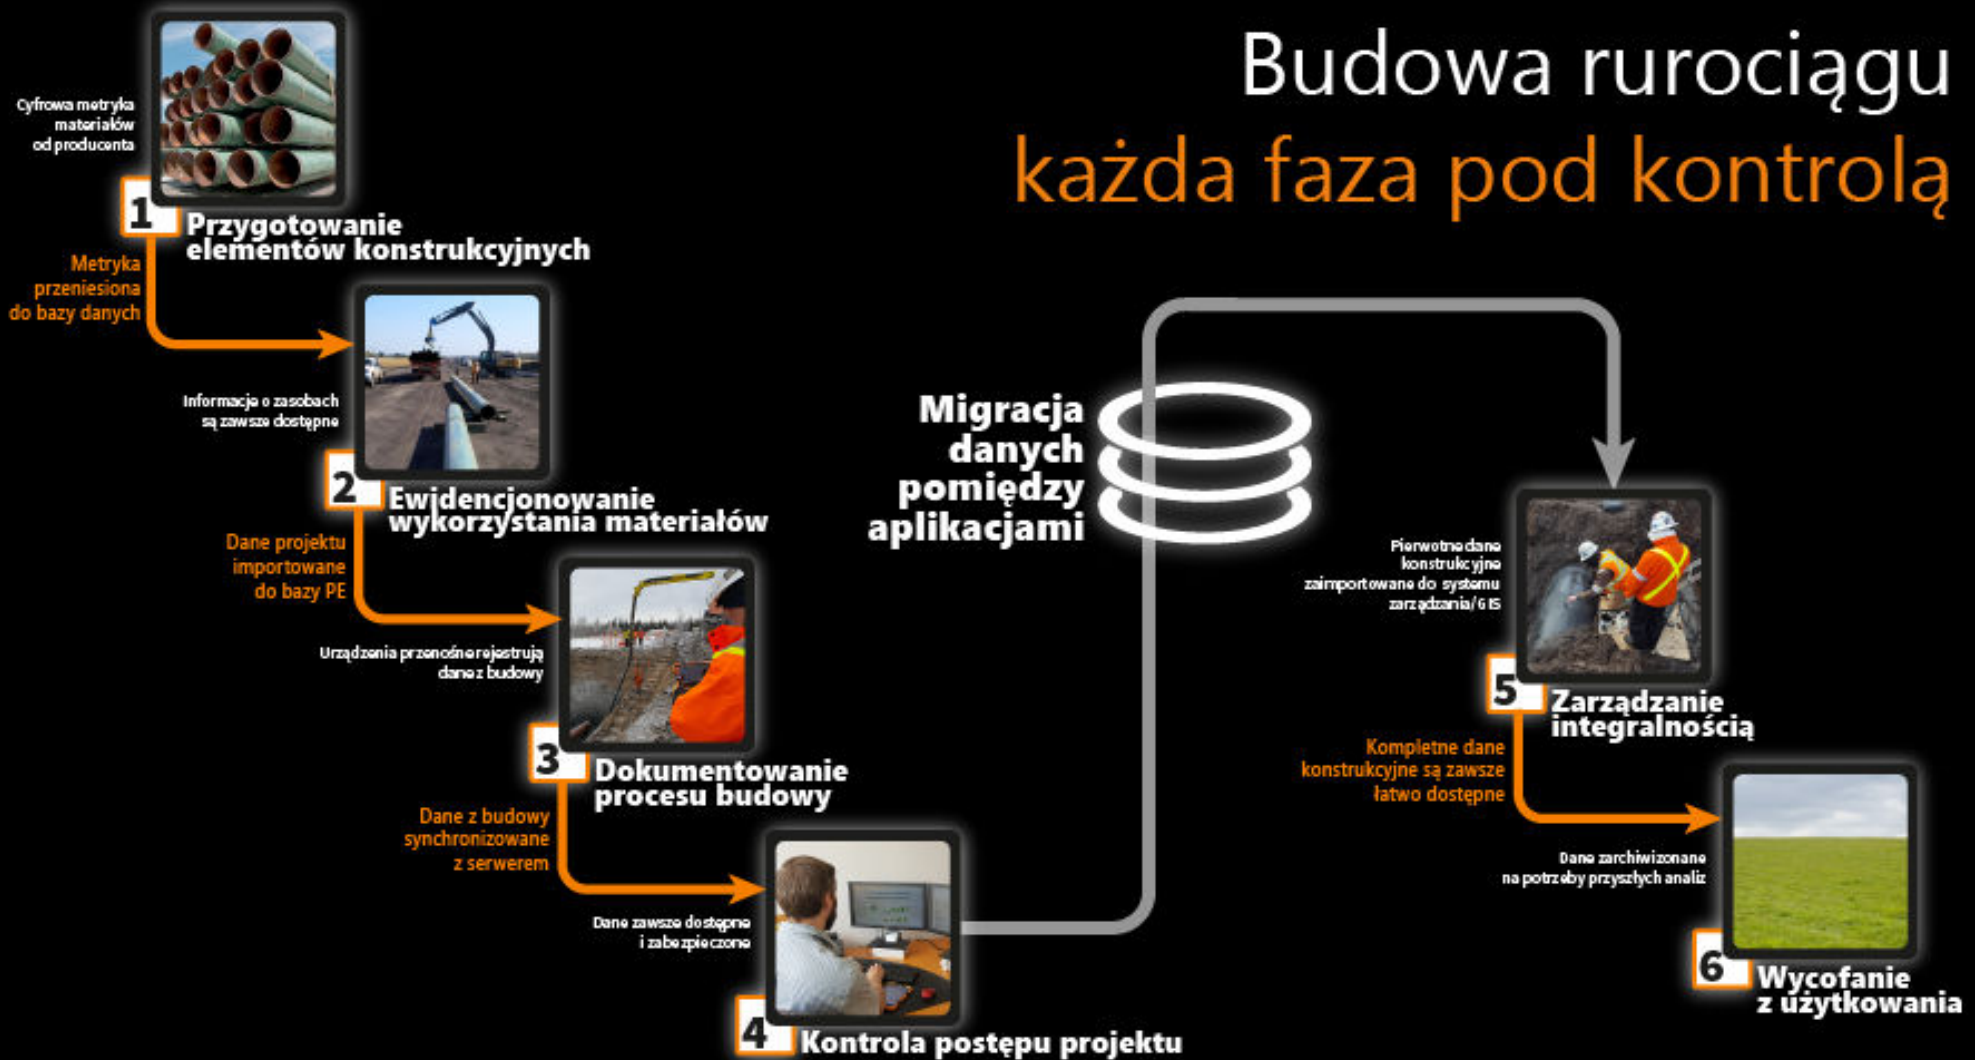 Budowa rurociągu
każda faza pod kontrolą
Cyfrowa metryka
materiałów
od producenta
1
Przygotowanie
elementów konstrukcyjnych
Metryka
przeniesiona
do bazy danych
Informacje o zasobach
są zawsze dostępne
2
Ewidencjonowanie
wykorzystania materiałów
Dane projektu
importowane
do bazy PE
Urządzenia przenośne rejestrują
dane z budowy
3
Dokumentowanie
procesu budowy
Dane z budowy
synchronizowane
z serwerem
Dane zawsze dostępne
i zabezpieczone
4
Kontrola postępu projektu
Migracja
danych
pomiędzy
aplikacjami
Pierwotne dane
konstrukcyjne
zaimportowane do systemu
zarządzania/GIS
5
Zarządzanie
integralnością
Kompletne dane
konstrukcyjne są zawsze
łatwo dostępne
Dane zarchiwizonane
na potrzeby przyszłych analiz
6
Wycofanie
z użytkowania